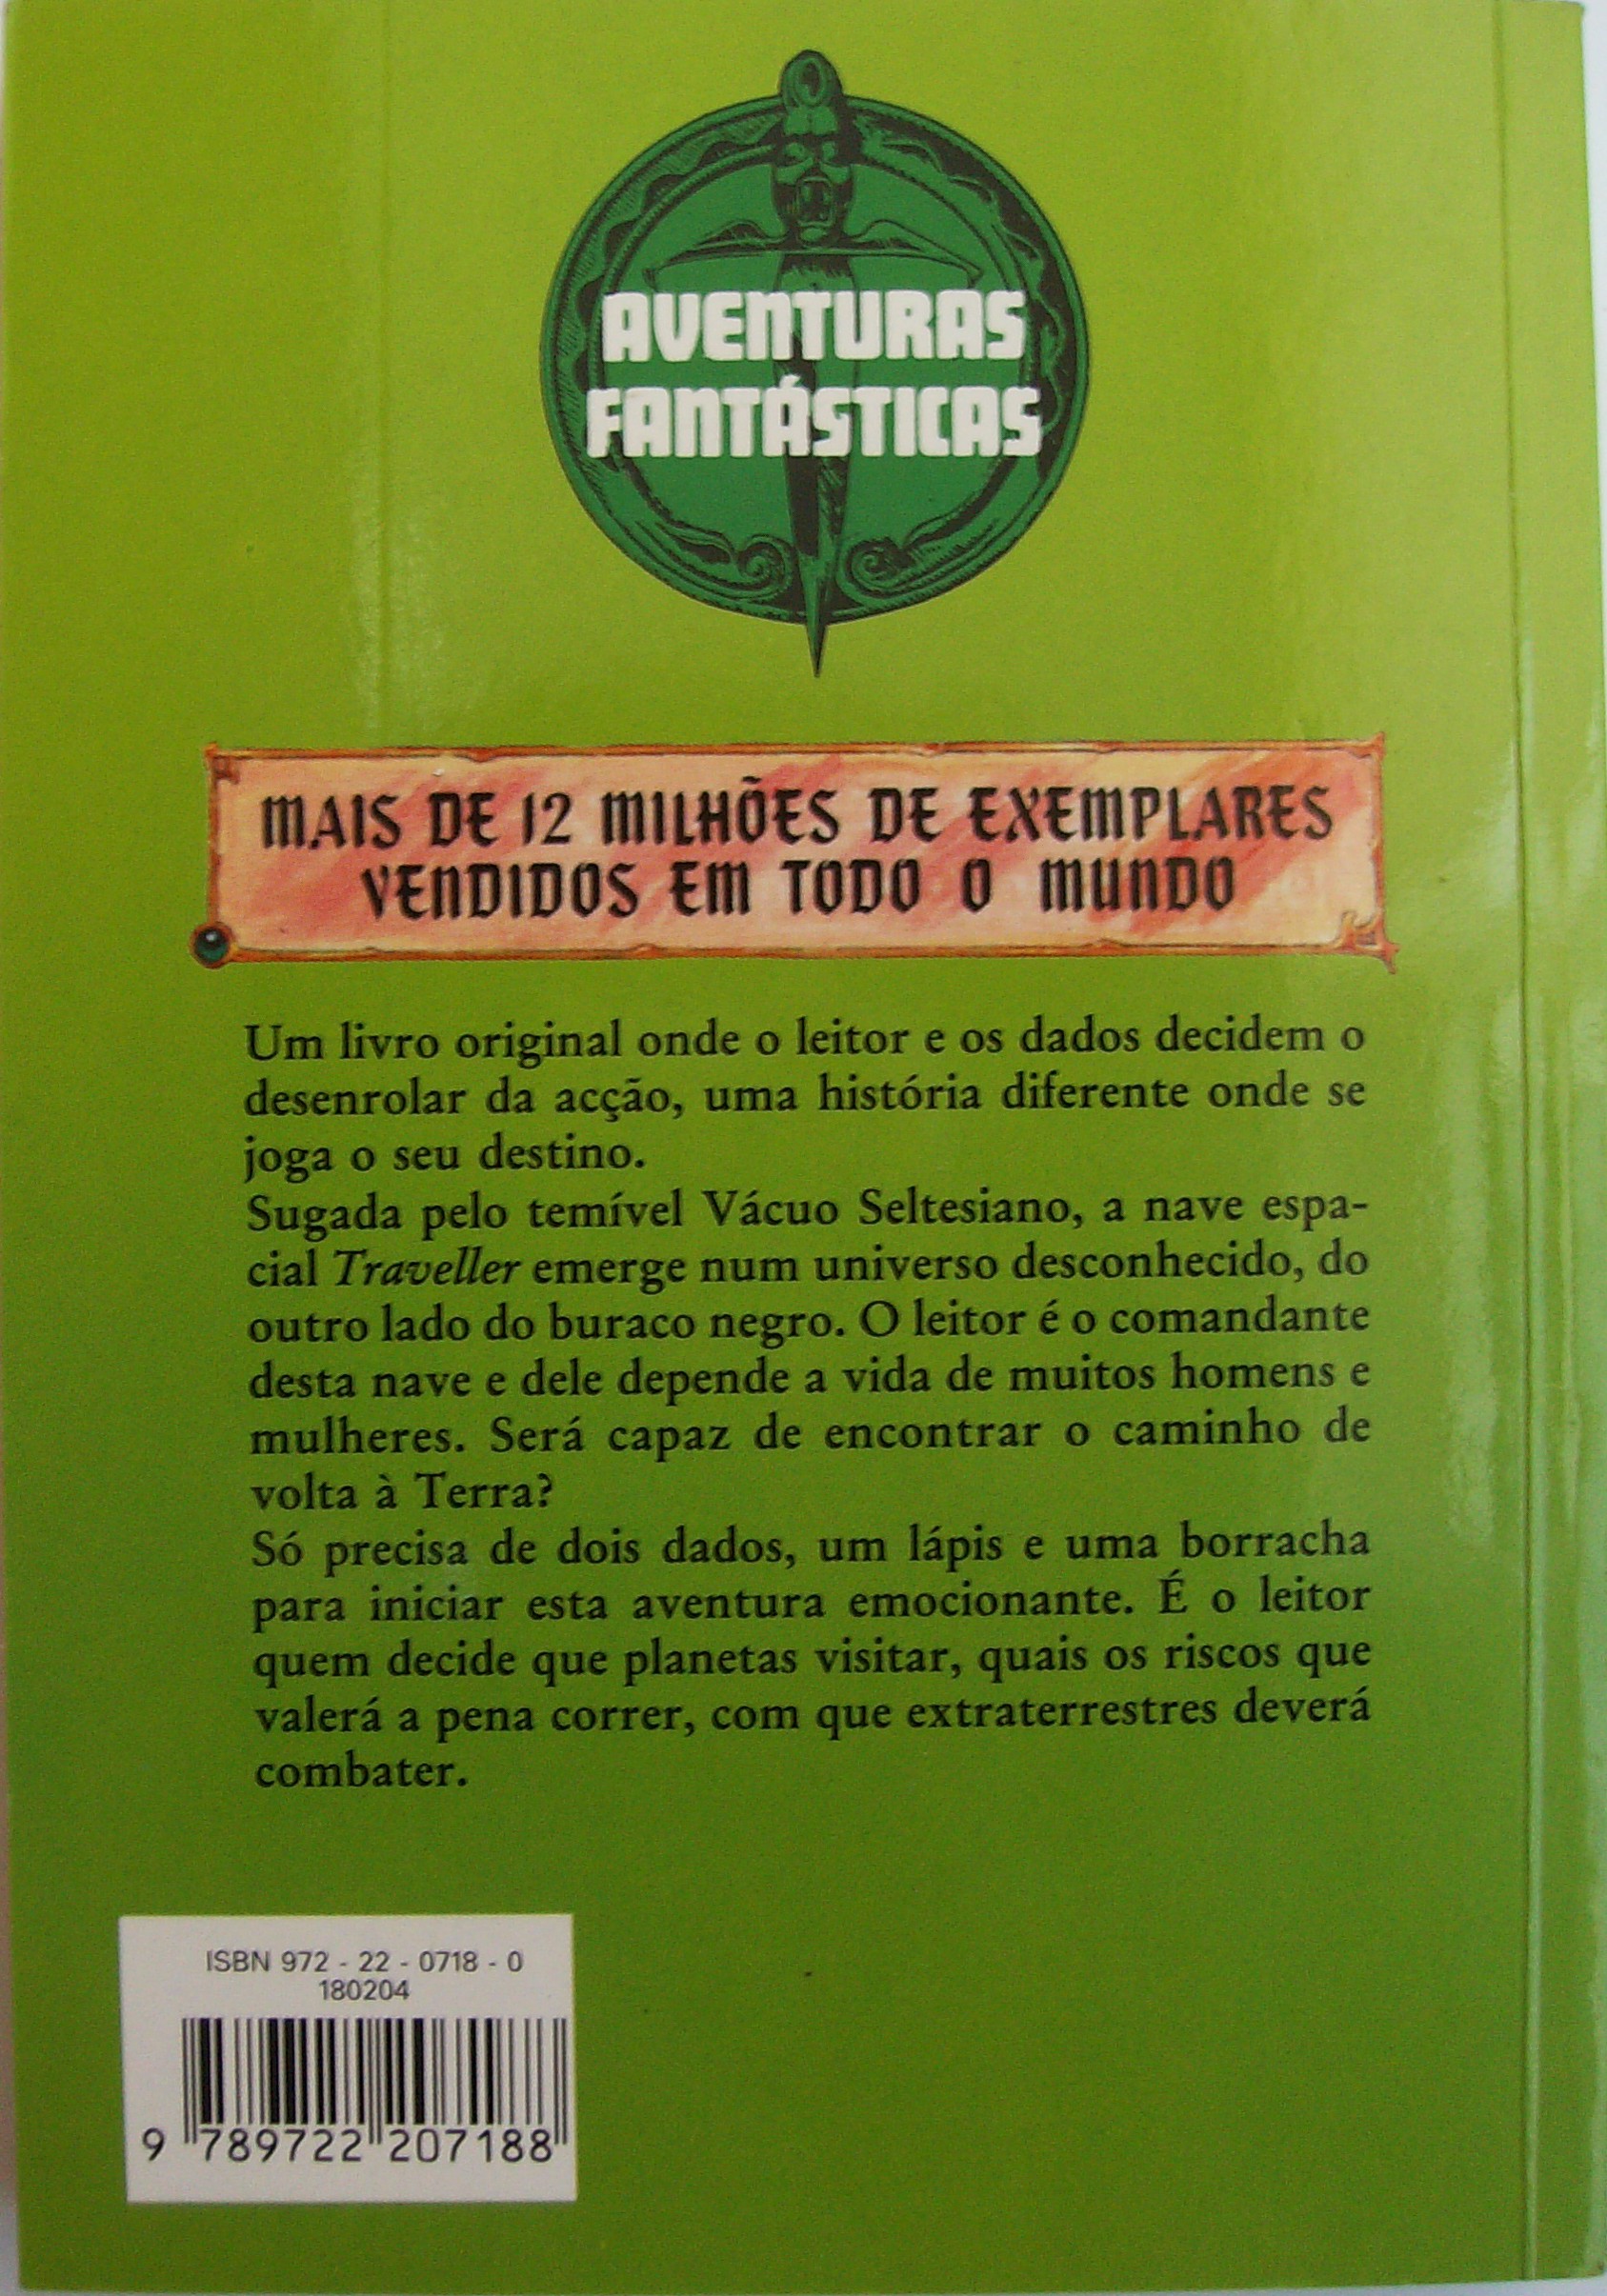 AVENTURAS
FANTÁSTICAS
MAIS DE 12 MILHÕES DE EXEMPLARES
VENDIDOS EM TODO O MUNDO
Um livro original onde o leitor e os dados decidem o
desenrolar da acção, uma história diferente onde se
joga o seu destino.
Sugada pelo temível Vácuo Seltesiano, a nave espa-
cial Traveller emerge num universo desconhecido, do
outro lado do buraco negro. O leitor é o comandante
desta nave e dele depende a vida de muitos homens e
mulheres. Será capaz de encontrar o caminho de
volta à Terra?
Só precisa de dois dados, um lápis e uma borracha
para iniciar esta aventura emocionante. É o leitor
quem decide que planetas visitar, quais os riscos que
valerá a pena correr, com que extraterrestres deverá
combater.
ISBN 972 - 22 - 0718 - 0
180204
9 789722 207188